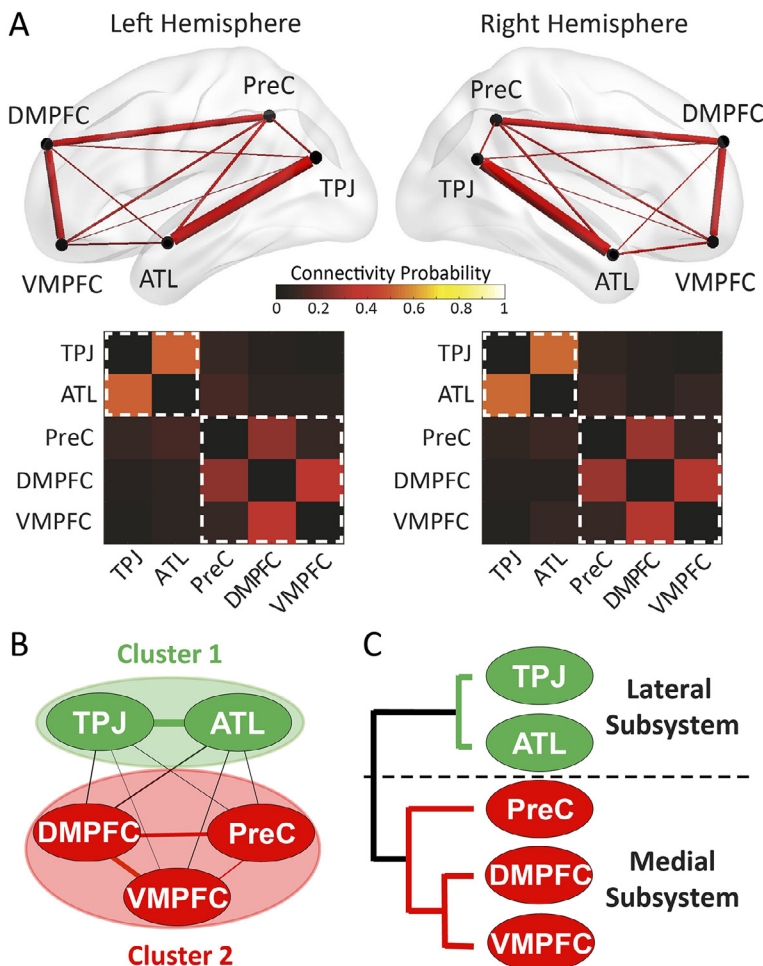 A
Left Hemisphere
Right Hemisphere
PreC
DMPFC
TPJ
VMPFC
ATL
PreC
DMPFC
TPJ
ATL
VMPFC
Connectivity Probability
0 0.2 0.4 0.6 0.8 1
TPJ
ATL
PreC
DMPFC
VMPFC
TPJ ATL PreC DMPFC VMPFC
TPJ
ATL
PreC
DMPFC
VMPFC
TPJ ATL PreC DMPFC VMPFC
B
Cluster 1
TPJ ATL
DMPFC PreC
VMPFC
Cluster 2
C
TPJ
ATL
Lateral
Subsystem
PreC
DMPFC
VMPFC
Medial
Subsystem